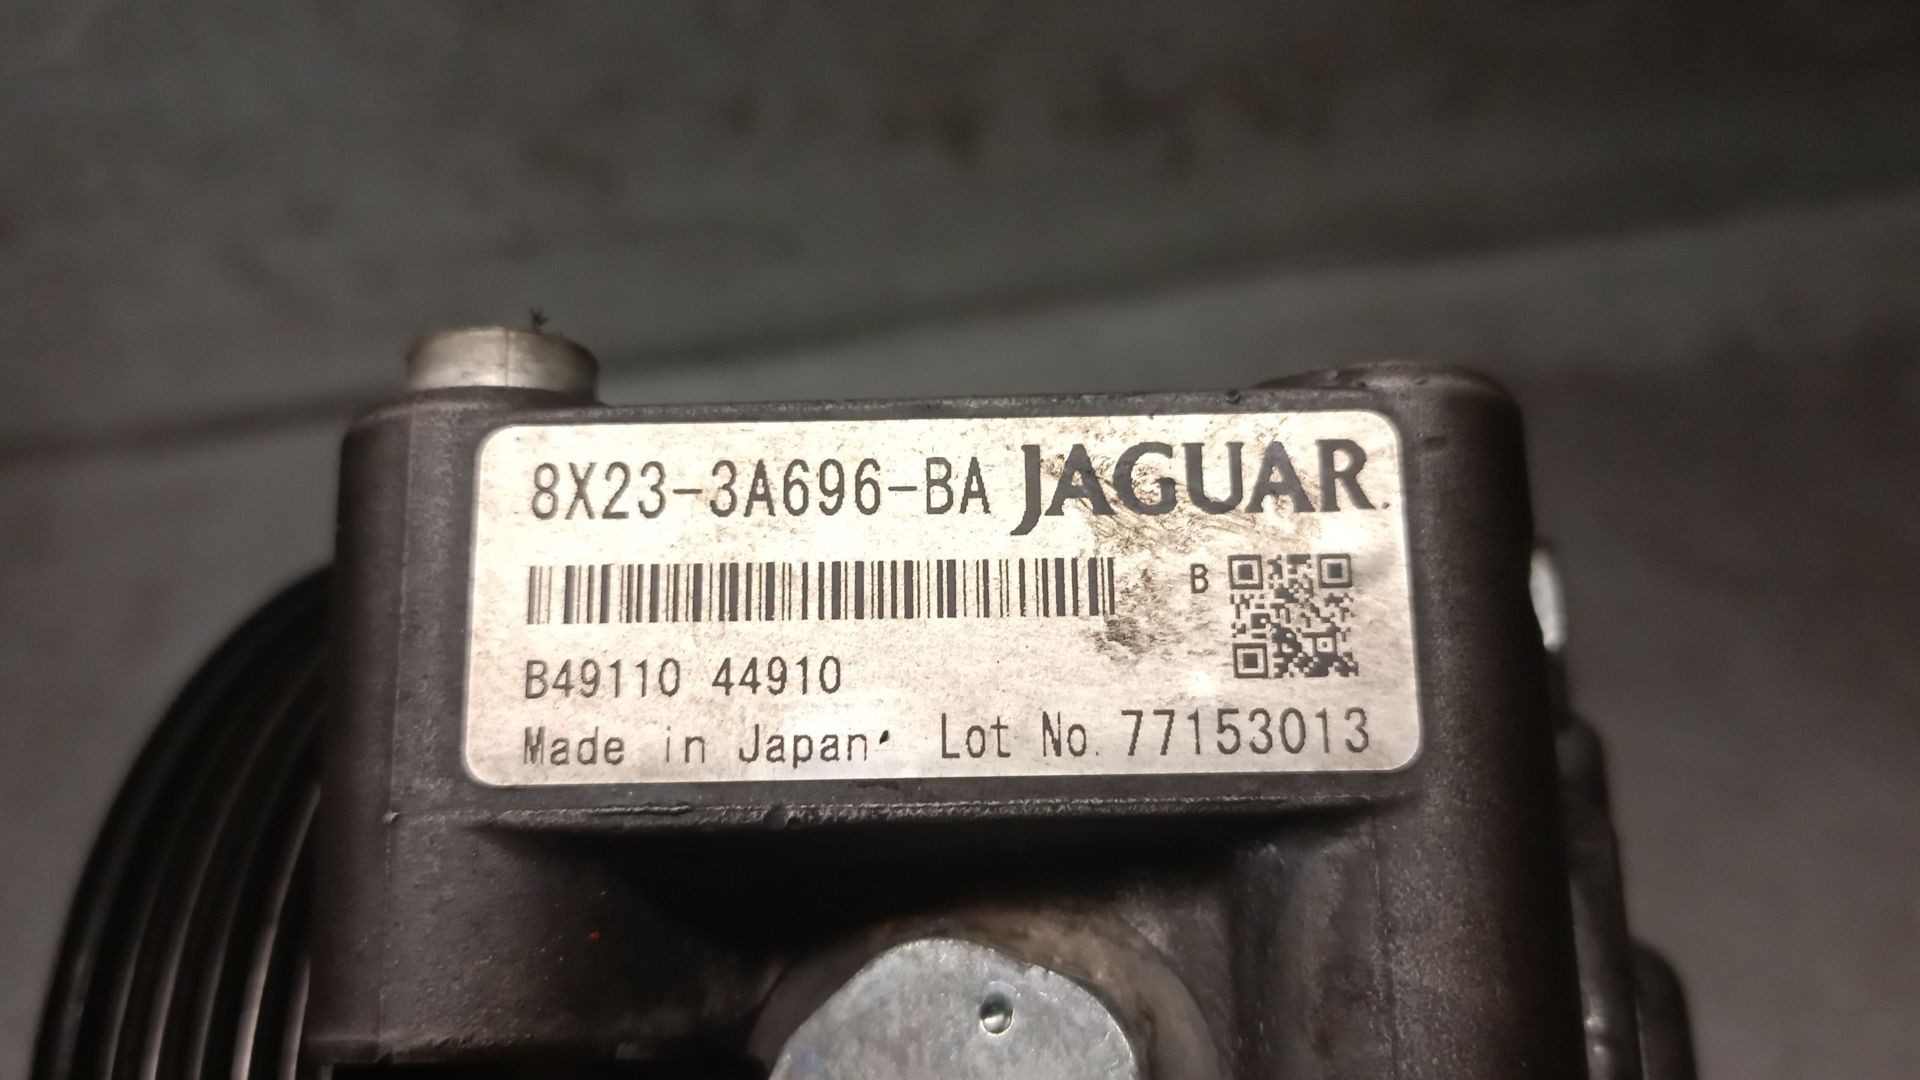 8X23-3A696-BA JAGUAR
B
B49110 44910
Made in Japan Lot No. 77153013